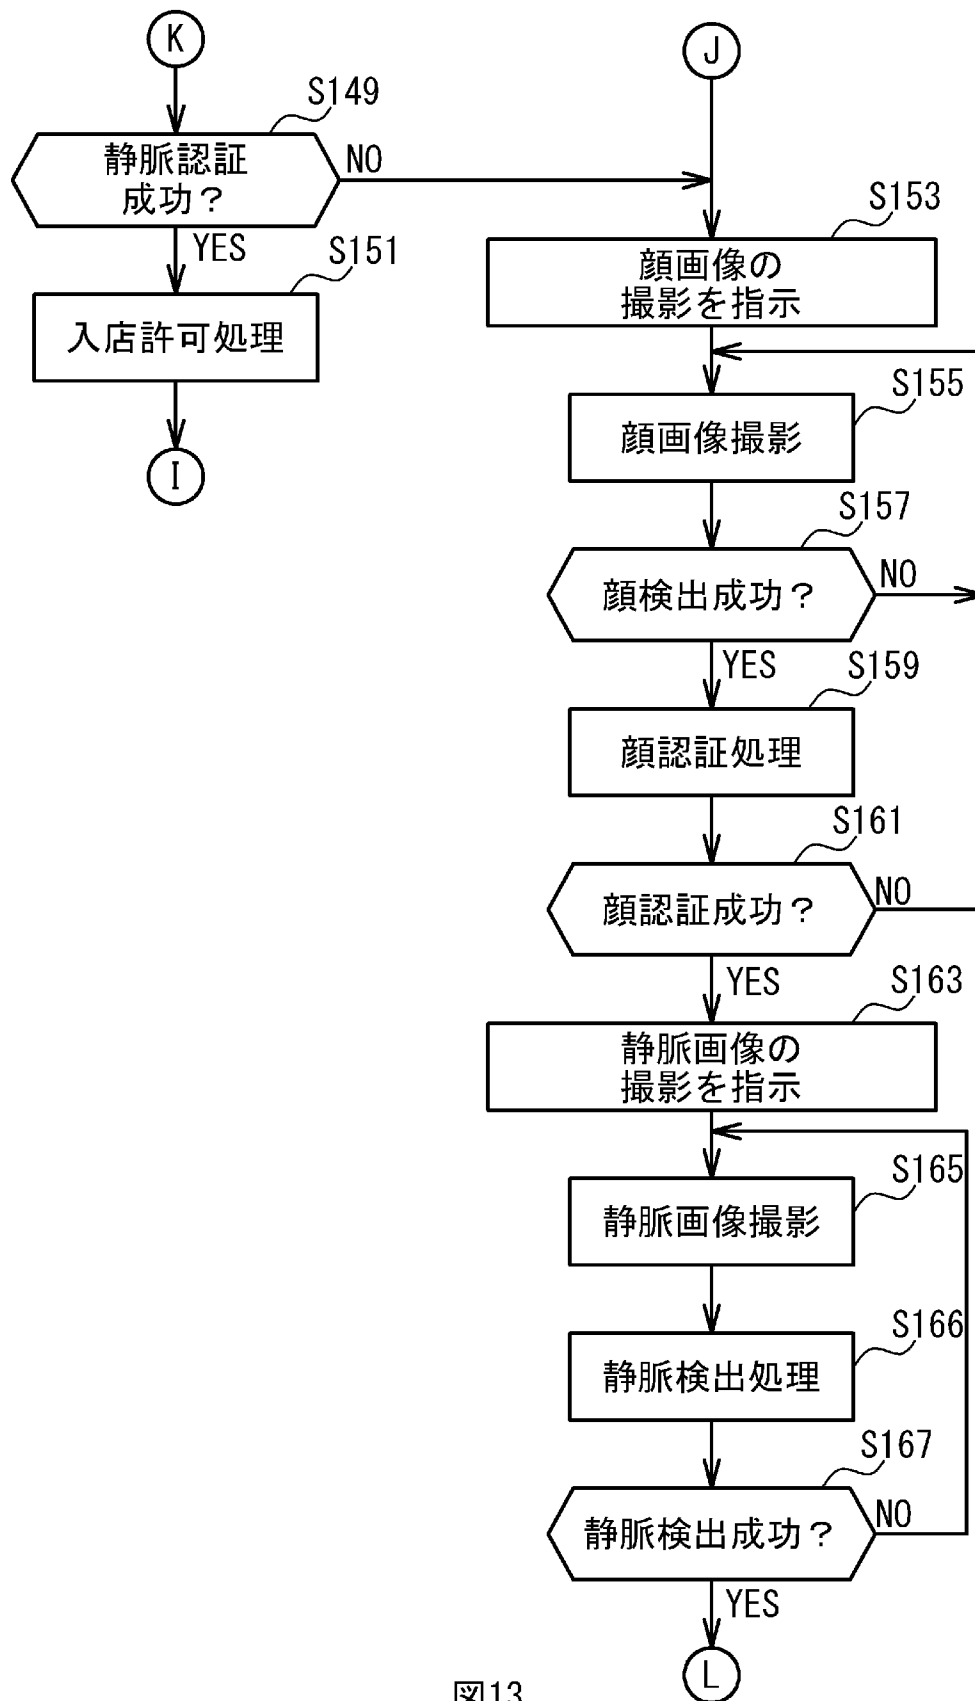 K
S149
静脈認証
成功？
NO
YES
S151
入店許可処理
I
J
S153
顔画像の
撮影を指示
S155
顔画像撮影
S157
顔検出成功？
NO
YES
S159
顔認証処理
S161
顔認証成功？
NO
YES
S163
静脈画像の
撮影を指示
S165
静脈画像撮影
S166
静脈検出処理
S167
静脈検出成功？
NO
YES
L
図13